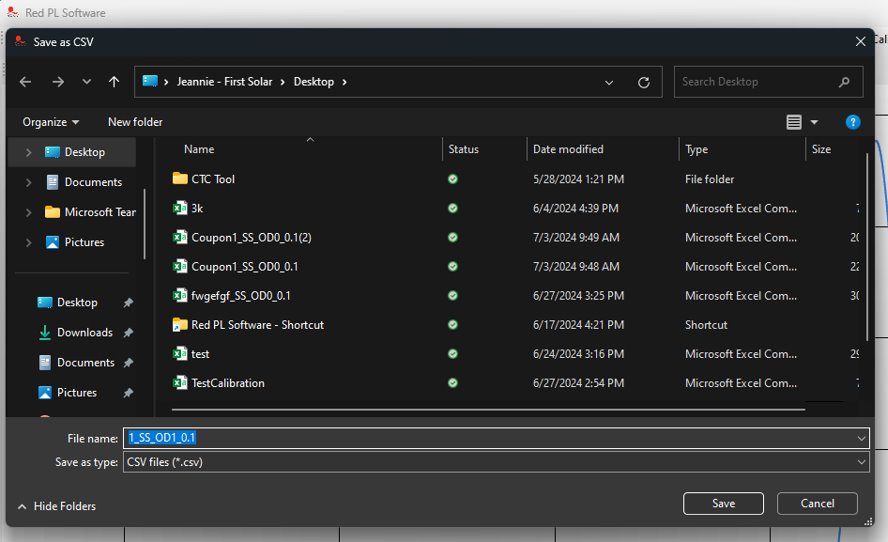 Red PL Software
Save as CSV
Cal
Jeannie - First Solar > Desktop >
Search Desktop
Organize
New folder
Name Status Date modified Type Size
Desktop
Documents
Microsoft Tear
Pictures
Desktop
Downloads
Documents
Pictures
CTC Tool 5/28/2024 1:21 PM File folder
3k 6/4/2024 4:39 PM Microsoft Excel Com... 7
Coupon1_SS_OD0_0.1(2) 7/3/2024 9:49 AM Microsoft Excel Com... 20
Coupon1_SS_OD0_0.1 7/3/2024 9:48 AM Microsoft Excel Com... 22
fwgefgf_SS_OD0_0.1 6/27/2024 3:25 PM Microsoft Excel Com... 30
Red PL Software - Shortcut 6/17/2024 4:21 PM Shortcut
test 6/24/2024 3:16 PM Microsoft Excel Com... 29
TestCalibration 6/27/2024 2:54 PM Microsoft Excel Com... 7
File name: 1_SS_OD1_0.1
Save as type: CSV files (*.csv)
Hide Folders
Save
Cancel